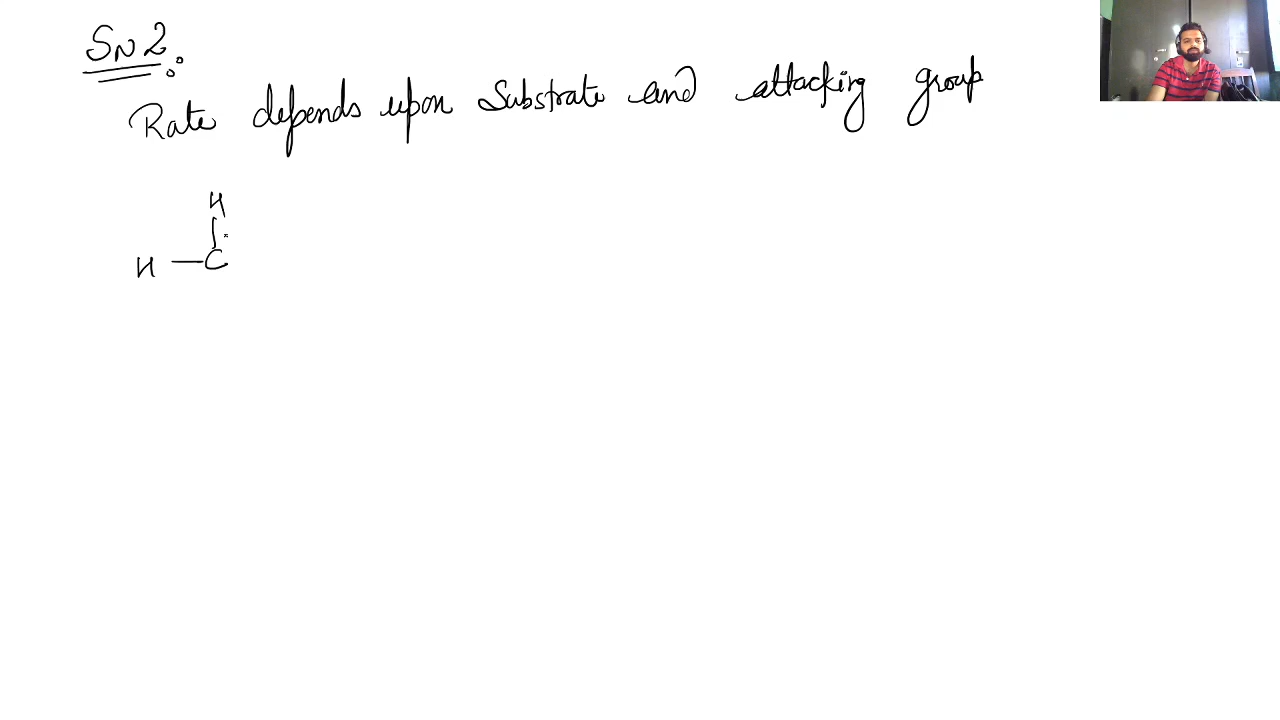 SN2:
Rate depends upon Substrate and attacking group
H
H — C